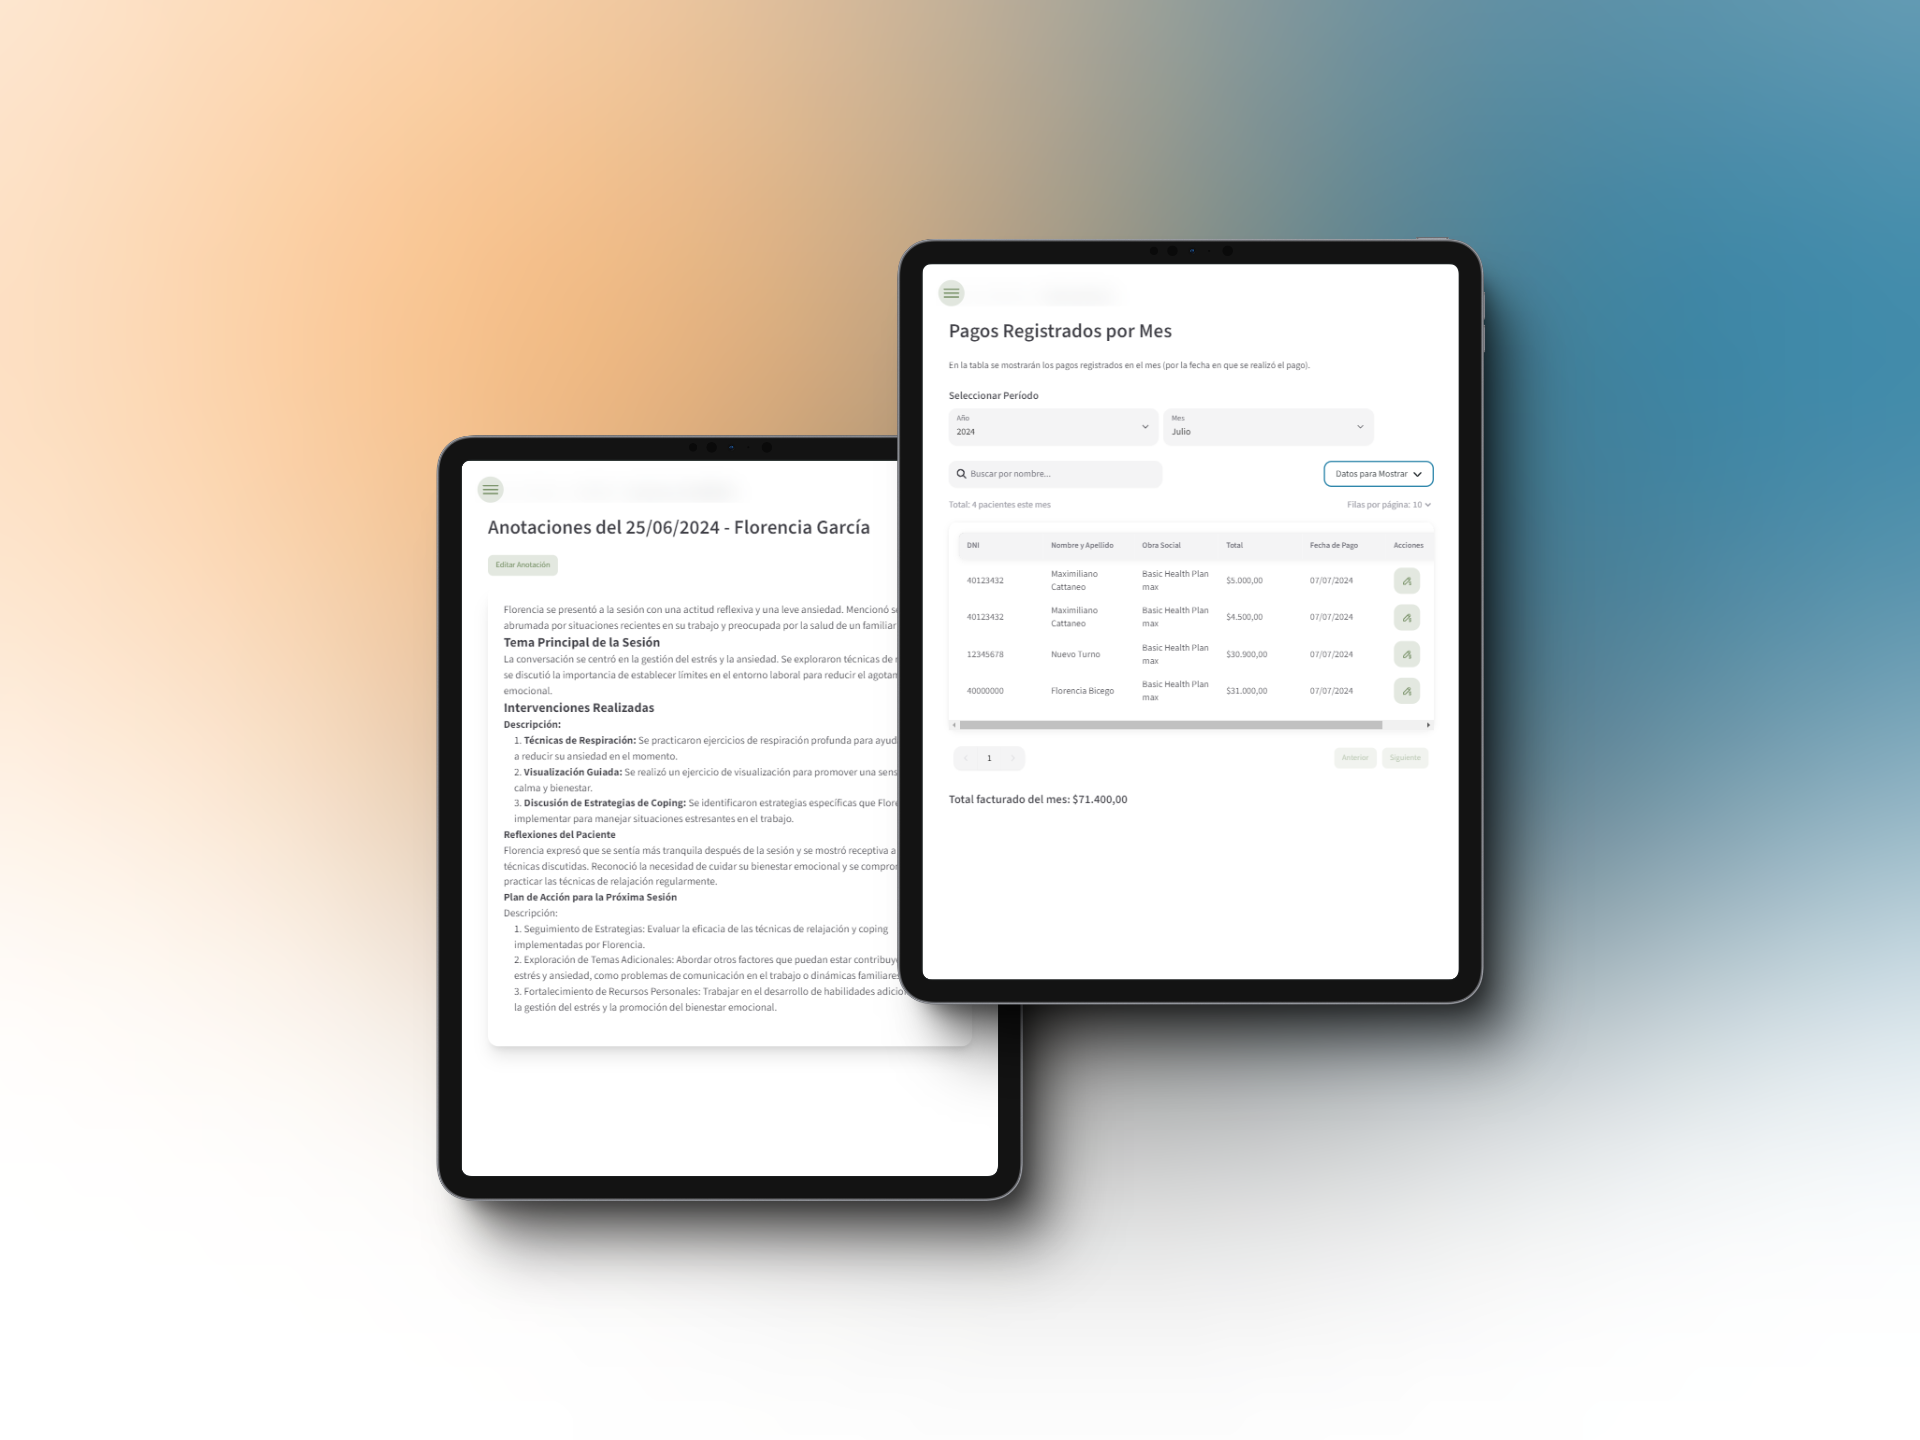 Anotaciones del 25/06/2024 - Florencia García
Editar Anotación
Florencia se presentó a la sesión con una actitud reflexiva y una leve ansiedad. Mencionó
abrumada por situaciones recientes en su trabajo y preocupada por la salud de un familiar
Tema Principal de la Sesión
La conversación se centró en la gestión del estrés y la ansiedad. Se exploraron técnicas de
se discutió la importancia de establecer límites en el entorno laboral para reducir el
emocional.
Intervenciones Realizadas
Descripción:
1. Técnicas de Respiración: Se practicaron ejercicios de respiración profunda para
a reducir su ansiedad en el momento.
2. Visualización Guiada: Se realizó un ejercicio de visualización para promover una
calma y bienestar.
3. Discusión de Estrategias de Coping: Se identificaron estrategias específicas que
implementar para manejar situaciones estresantes en el trabajo.
Reflexiones del Paciente
Florencia expresó que se sentía más tranquila después de la sesión y se mostró receptiva a
técnicas discutidas. Reconoció la necesidad de cuidar su bienestar emocional y se
practicar las técnicas de relajación regularmente.
Plan de Acción para la Próxima Sesión
Descripción:
1. Seguimiento de Estrategias: Evaluar la eficacia de las técnicas de relajación y coping
implementadas por Florencia.
2. Exploración de Temas Adicionales: Abordar otros factores que puedan estar
estrés y ansiedad, como problemas de comunicación en el trabajo o dinámicas familiares
3. Fortalecimiento de Recursos Personales: Trabajar en el desarrollo de habilidades
la gestión del estrés y la promoción del bienestar emocional.
Pagos Registrados por Mes
En la tabla se mostrarán los pagos registrados en el mes (por la fecha en que se realizó el pago).
Seleccionar Período
Año Mes
2024 Julio
Buscar por nombre... Datos para Mostrar
Total: 4 pacientes este mes Filas por página: 10
DNI Nombre y Apellido Obra Social Total Fecha de Pago Acciones
Maximiliano Basic Health Plan
40123432 $5.000,00 07/07/2024
Cattaneo max
Maximiliano Basic Health Plan
40123432 $4.500,00 07/07/2024
Cattaneo max
Basic Health Plan
12345678 Nuevo Turno $30.900,00 07/07/2024
max
Basic Health Plan
40000000 Florencia Bicego $31.000,00 07/07/2024
max
1 Anterior Siguiente
Total facturado del mes: $71.400,00